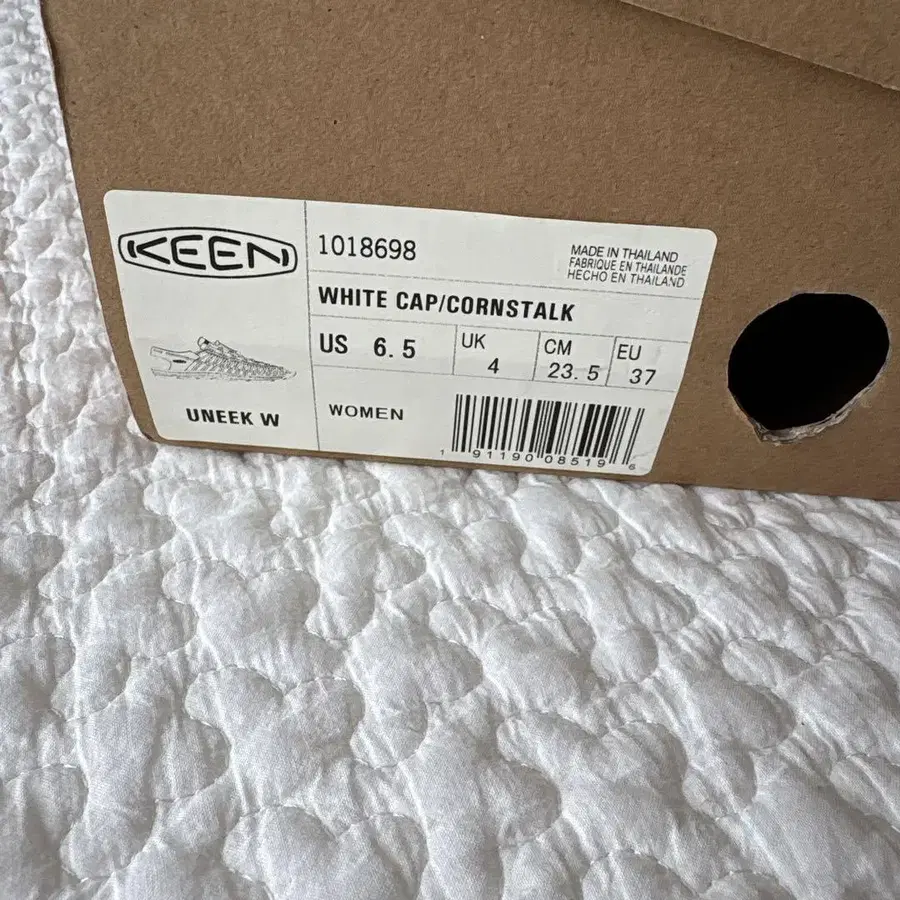 KEEN
UNEEK W
1018698
MADE IN THAILAND
FABRIQUE EN THAILANDE
HECHO EN THAILAND
WHITE CAP/CORNSTALK
US 6.5
UK 4
CM 23.5
EU 37
WOMEN
1 91190 08519 6